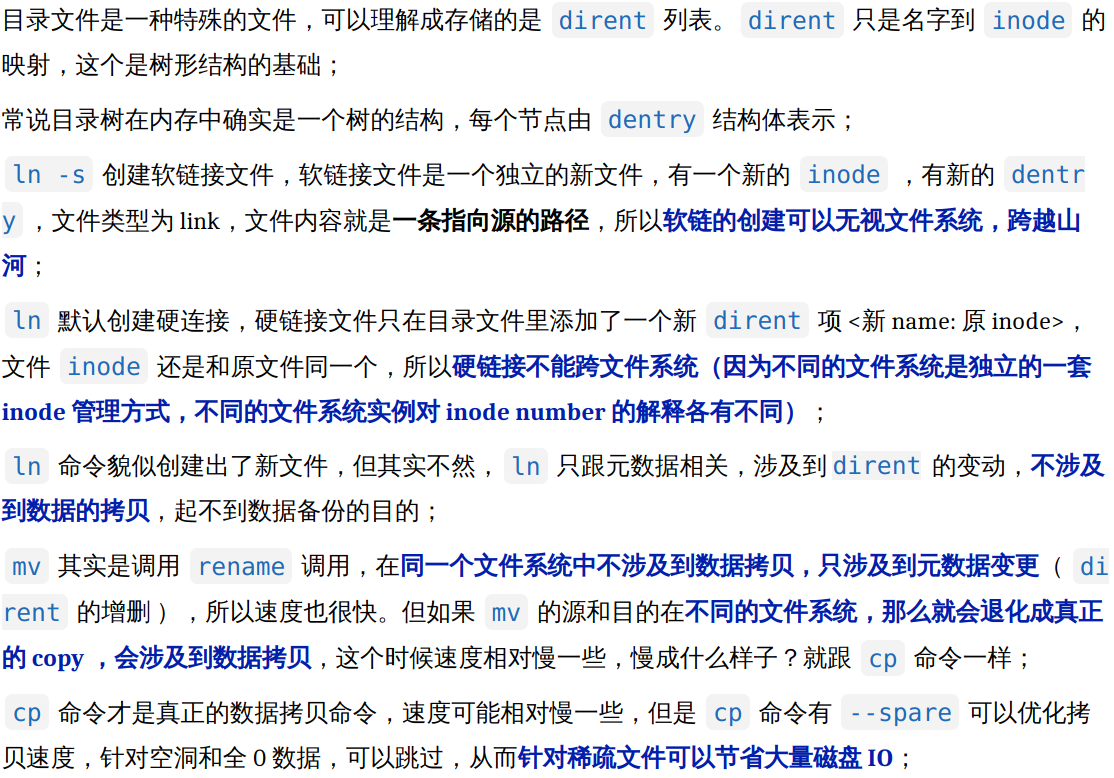 目录文件是一种特殊的文件，可以理解成存储的是 dirent 列表。 dirent 只是名字到 inode 的
映射，这个是树形结构的基础；
常说目录树在内存中确实是一个树的结构，每个节点由 dentry 结构体表示；
ln -s 创建软链接文件，软链接文件是一个独立的新文件，有一个新的 inode ，有新的 dentr
y ，文件类型为 link，文件内容就是一条指向源的路径，所以软链的创建可以无视文件系统，跨越山
河；
ln 默认创建硬连接，硬链接文件只在目录文件里添加了一个新 dirent 项 <新 name: 原 inode>，
文件 inode 还是和原文件同一个，所以硬链接不能跨文件系统（因为不同的文件系统是独立的一套
inode 管理方式，不同的文件系统实例对 inode number 的解释各有不同）；
ln 命令貌似创建出了新文件，但其实不然， ln 只跟元数据相关，涉及到 dirent 的变动，不涉及
到数据的拷贝，起不到数据备份的目的；
mv 其实是调用 rename 调用，在同一个文件系统中不涉及到数据拷贝，只涉及到元数据变更（ di
rent 的增删 ），所以速度也很快。但如果 mv 的源和目的在不同的文件系统，那么就会退化成真正
的 copy ，会涉及到数据拷贝，这个时候速度相对慢一些，慢成什么样子？就跟 cp 命令一样；
cp 命令才是真正的数据拷贝命令，速度可能相对慢一些，但是 cp 命令有 --spare 可以优化拷
贝速度，针对空洞和全 0 数据，可以跳过，从而针对稀疏文件可以节省大量磁盘 IO；